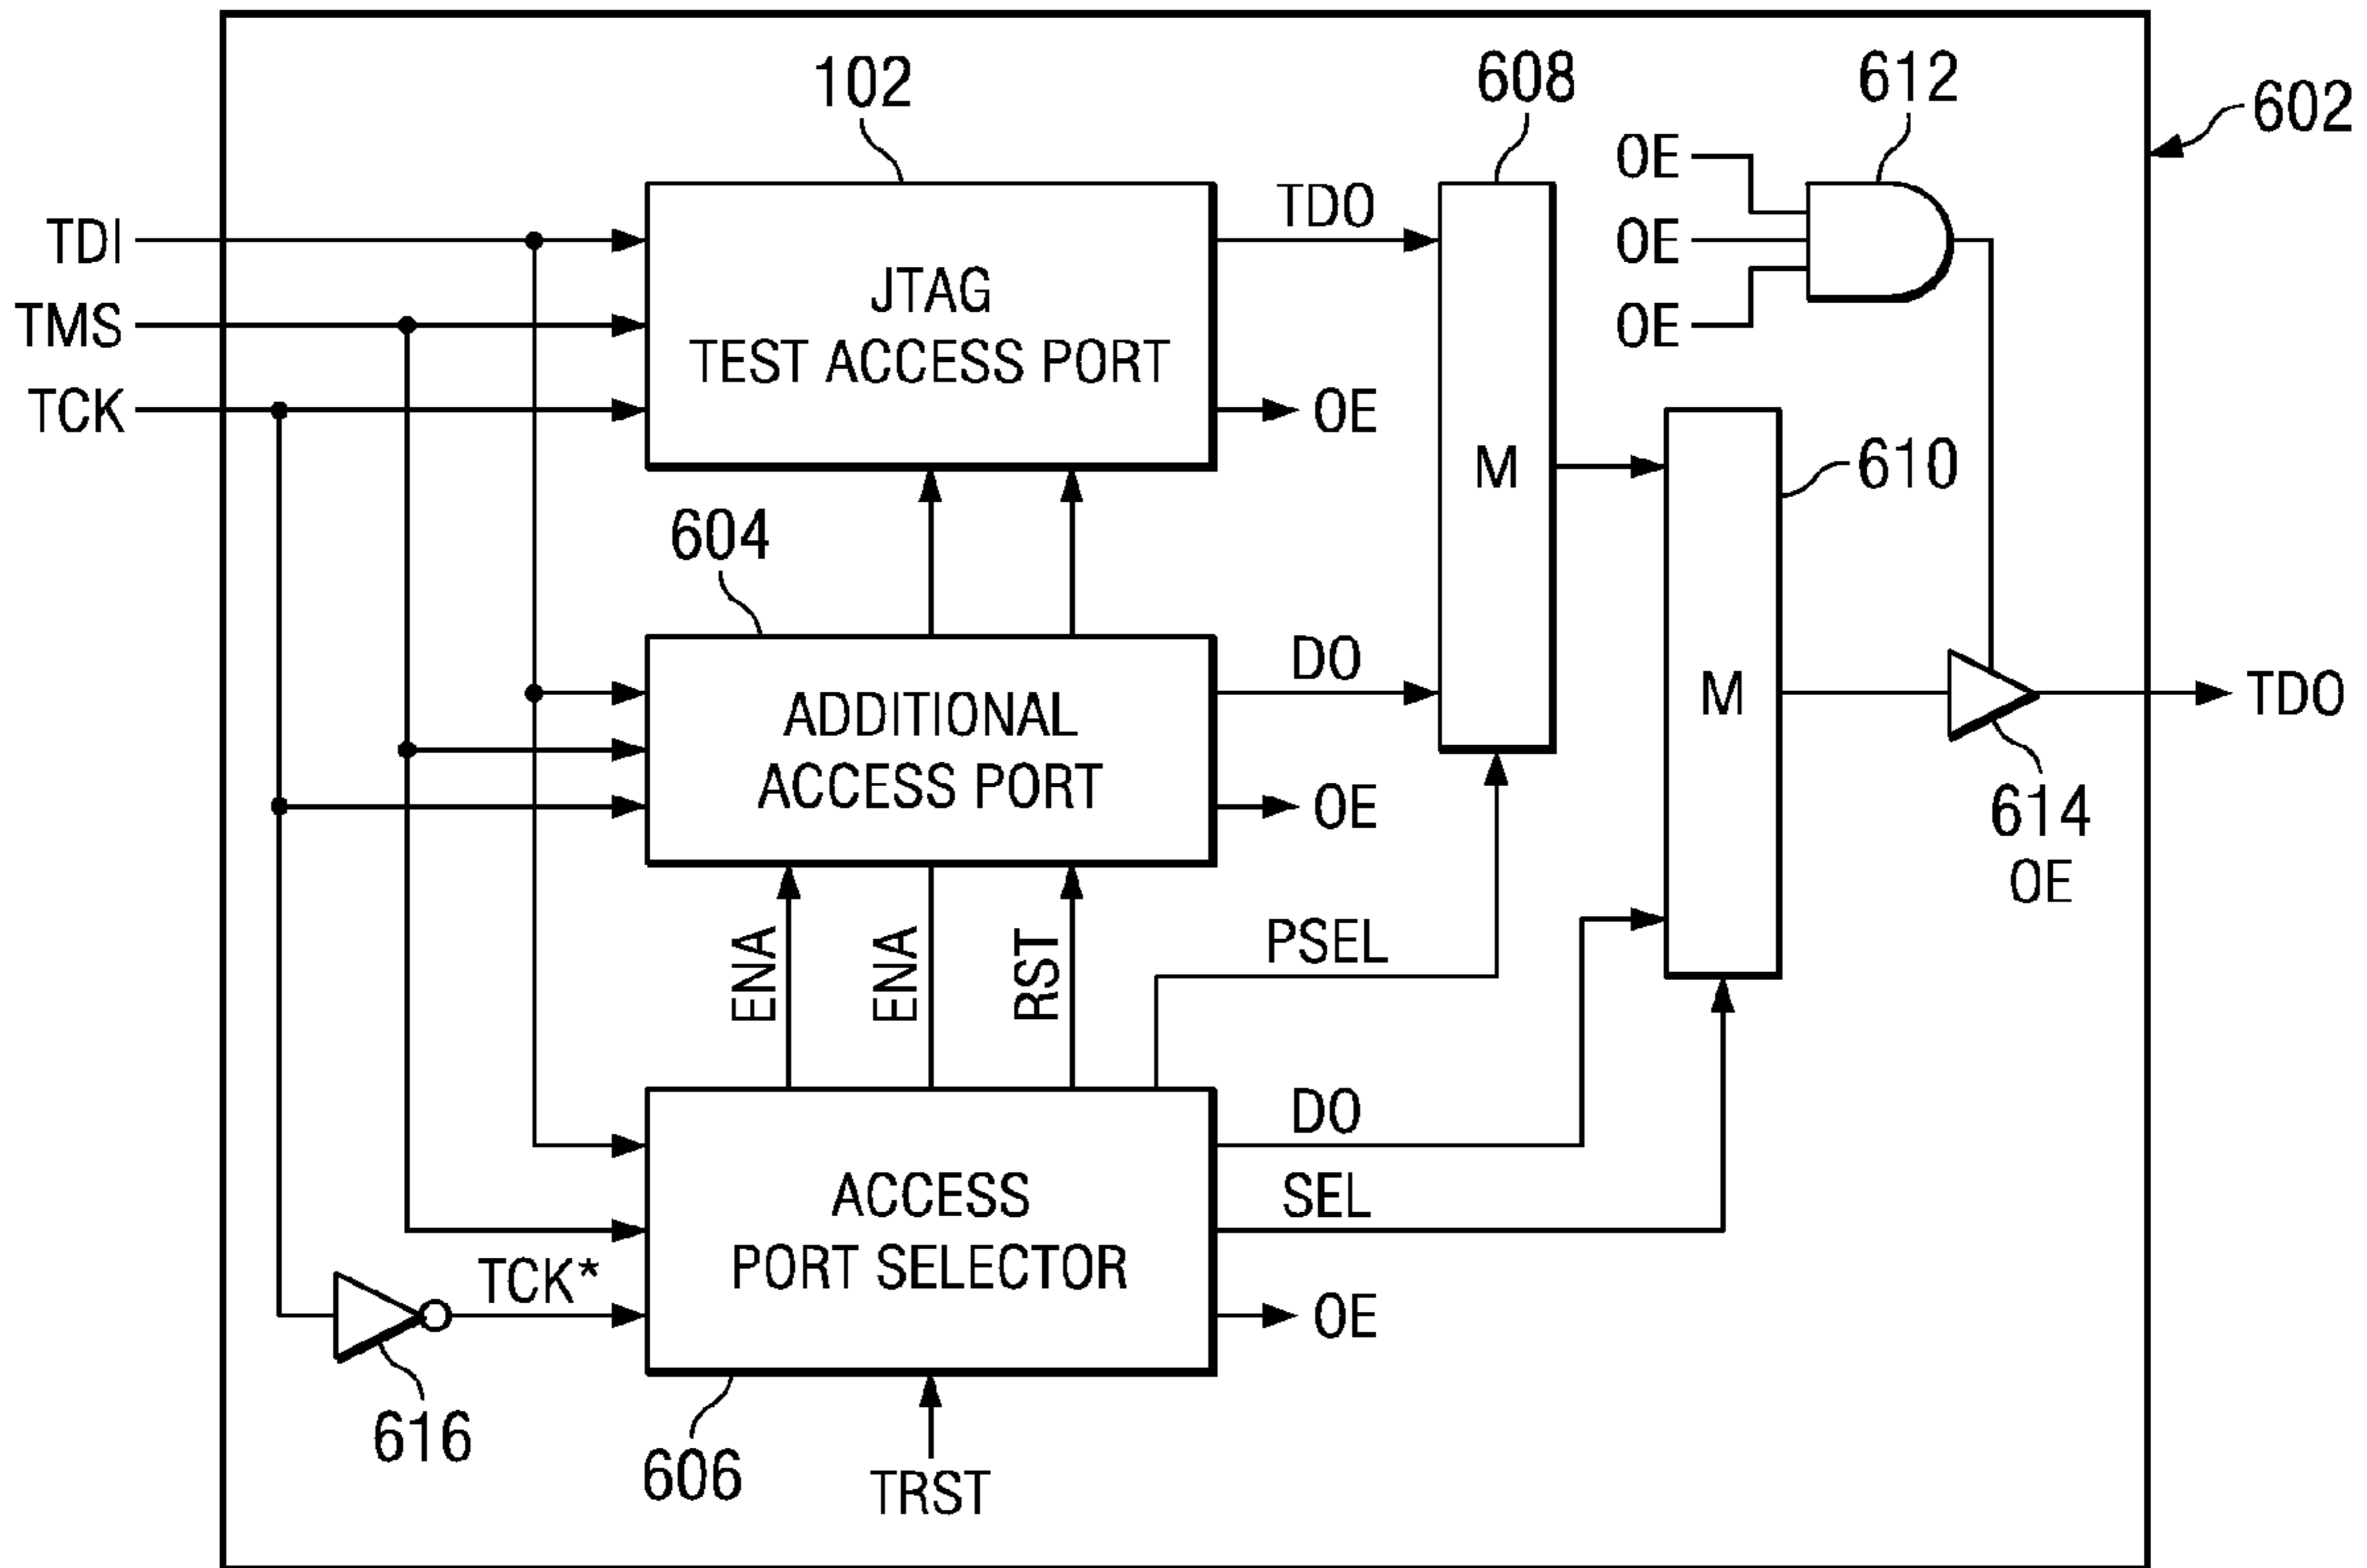 102
608
612
602
OE
OE
OE
TDI
TMS
TCK
JTAG
TEST ACCESS PORT
TDO
OE
M
610
604
ADDITIONAL
ACCESS PORT
DO
OE
M
TDO
614
OE
ENA
ENA
RST
PSEL
ACCESS
PORT SELECTOR
DO
SEL
OE
TCK*
616
606
TRST